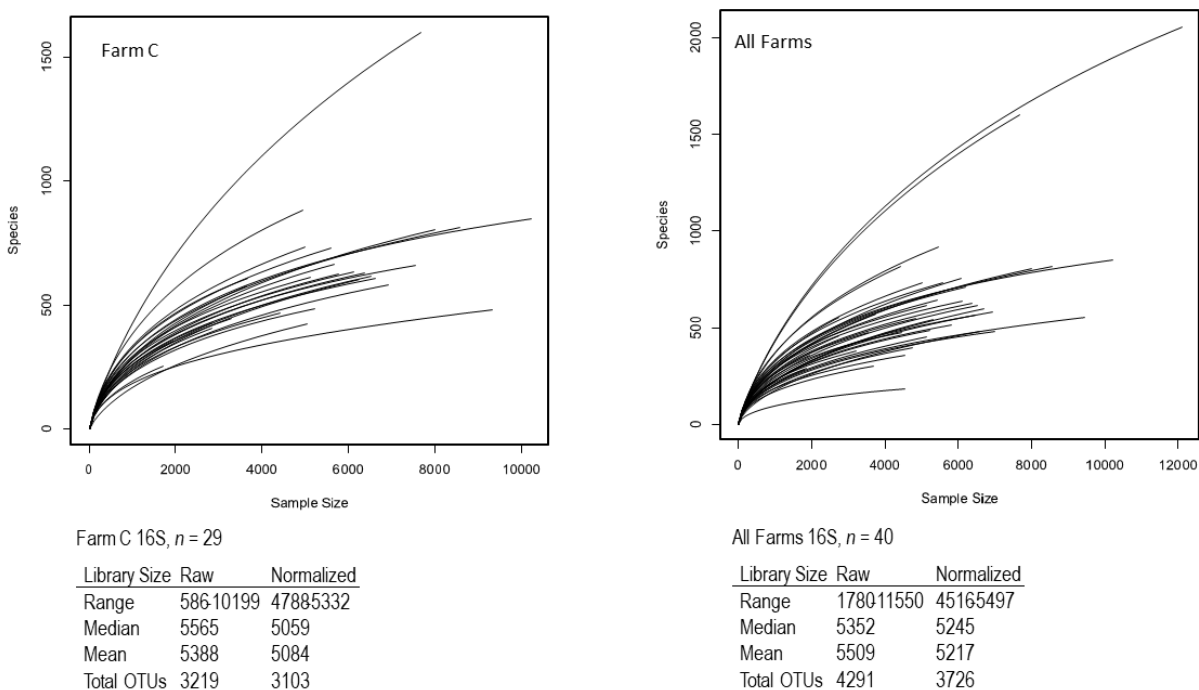 Farm C
1500
1000
500
0
Species
0 2000 4000 6000 8000 10000
Sample Size
Farm C 16S, n = 29
Library Size Raw Normalized
Range 586-10199 4788-5332
Median 5565 5059
Mean 5388 5084
Total OTUs 3219 3103
All Farms
2000
1500
1000
500
0
Species
0 2000 4000 6000 8000 10000 12000
Sample Size
All Farms 16S, n = 40
Library Size Raw Normalized
Range 1780-11550 4516-5497
Median 5352 5245
Mean 5509 5217
Total OTUs 4291 3726